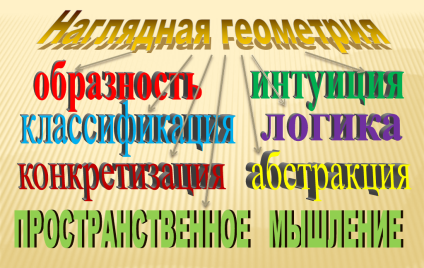 Наглядная геометрия
образность интуиция
классификация логика
конкретизация абстракция
ПРОСТРАНСТВЕННОЕ МЫШЛЕНИЕ